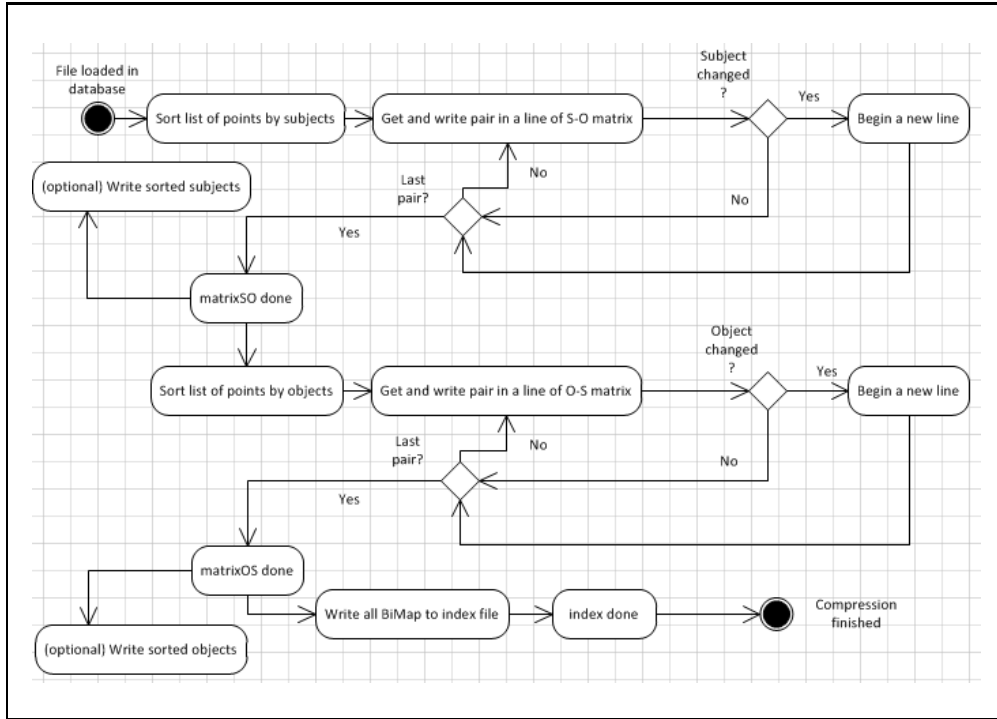 File loaded in
database
Subject
changed
?
Sort list of points by subjects
Get and write pair in a line of S-O matrix
Yes
Begin a new line
(optional) Write sorted subjects
Last
pair?
No
No
Yes
matrixSO done
Object
changed
?
Sort list of points by objects
Get and write pair in a line of O-S matrix
Yes
Begin a new line
Last
pair?
No
No
Yes
matrixOS done
Write all BiMap to index file
index done
Compression
finished
(optional) Write sorted objects